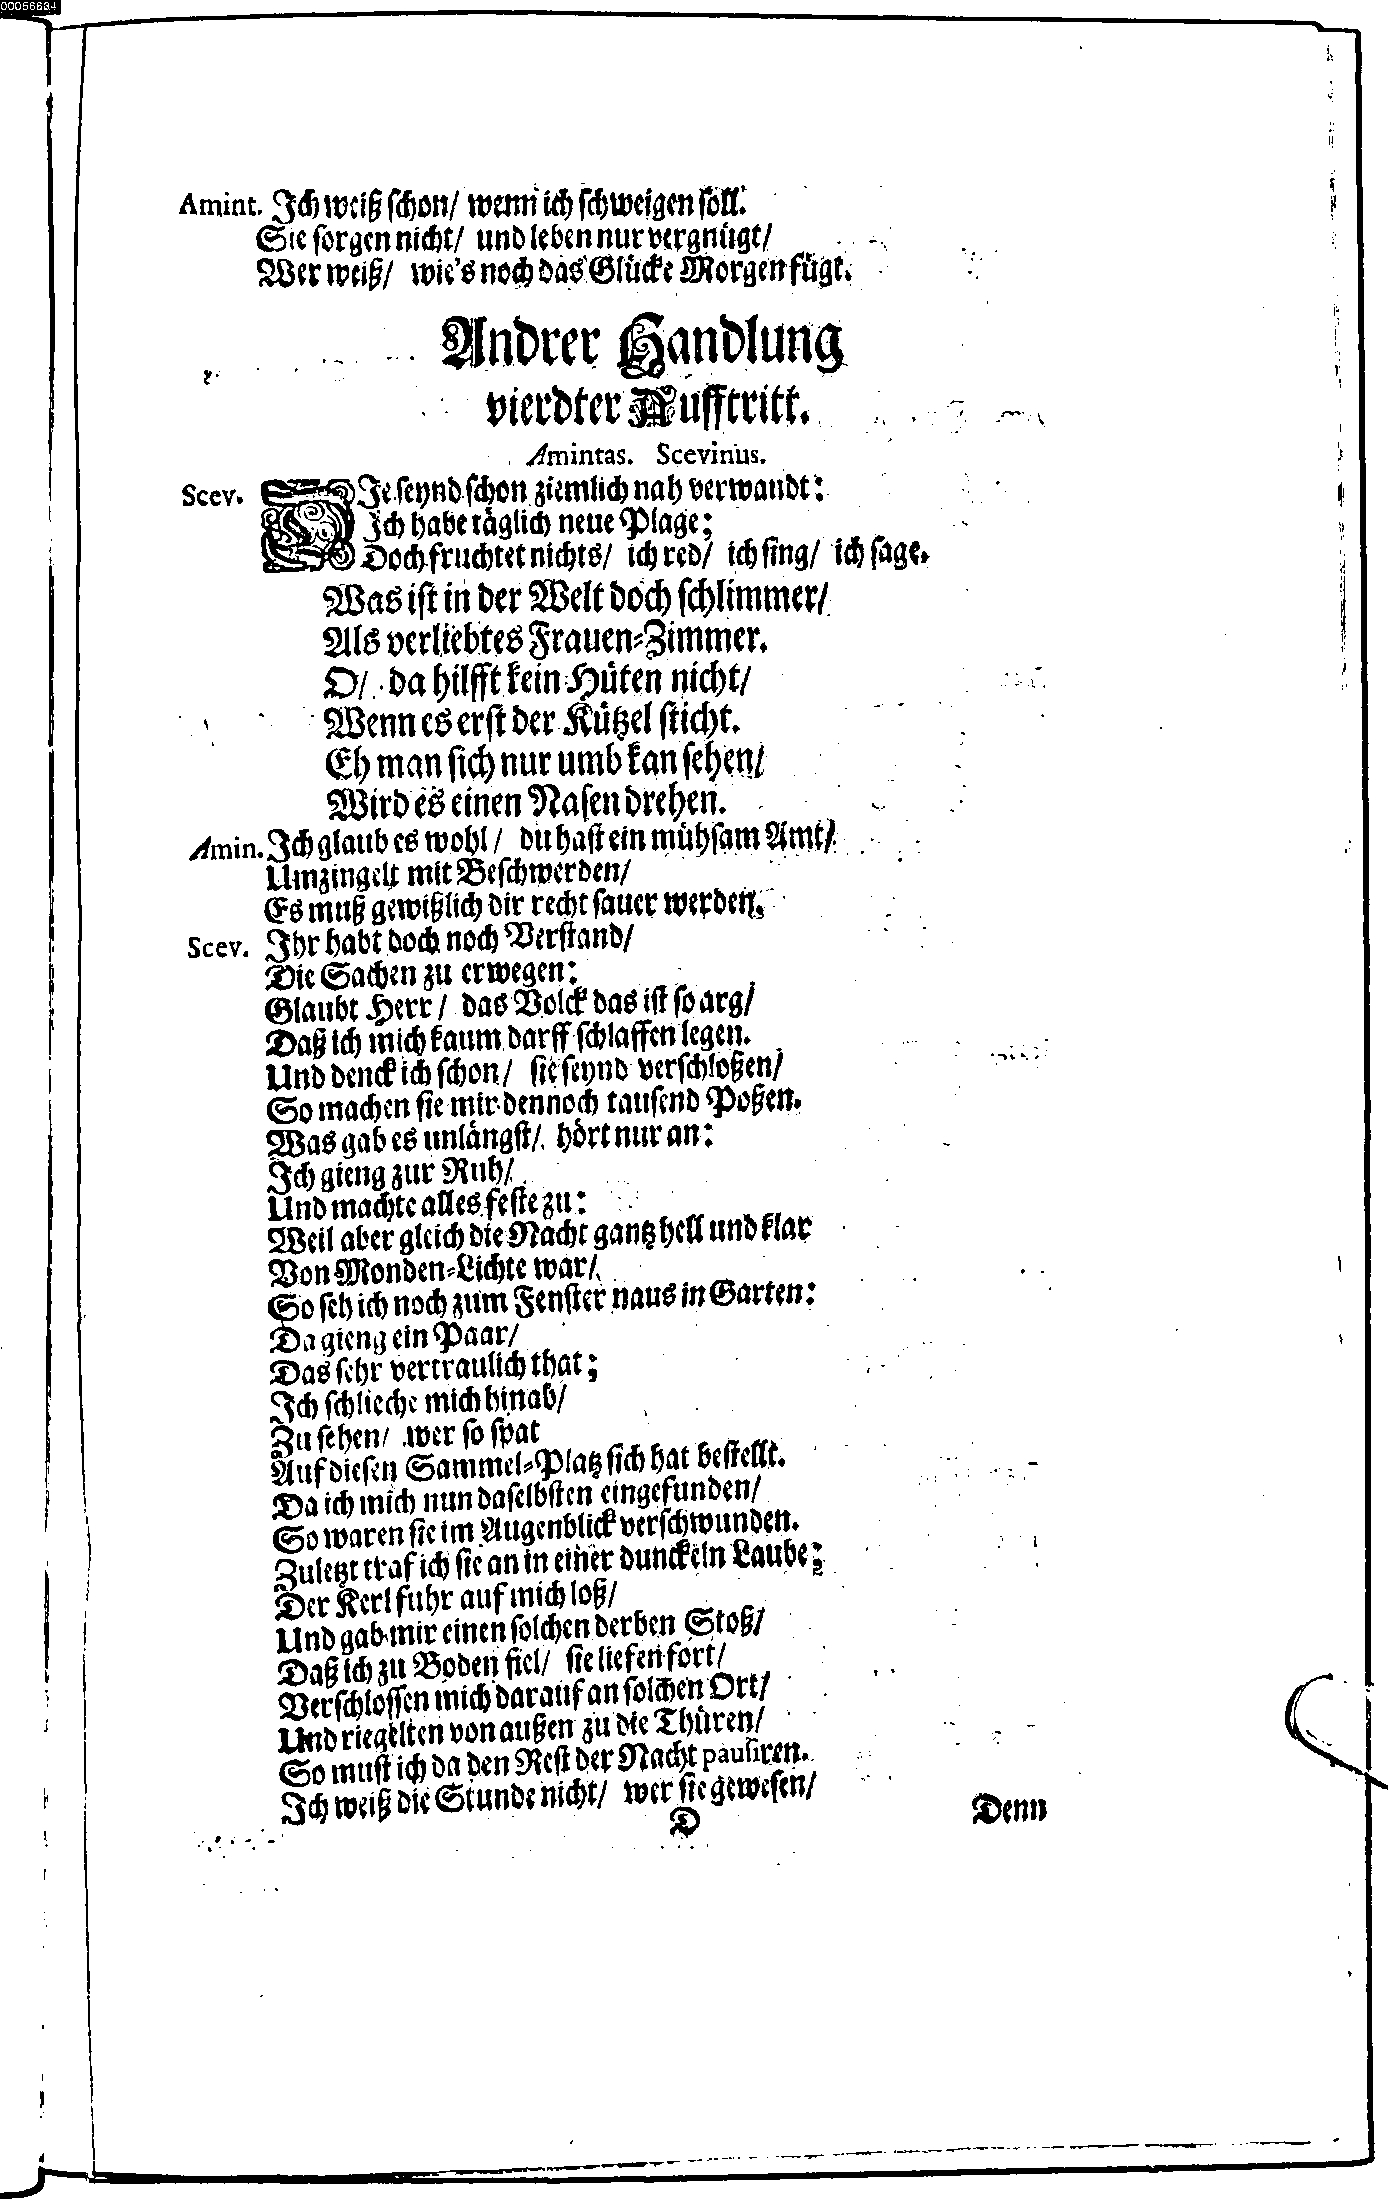 00056634
Amint. Ich weiß schon/ wenn ich schweigen soll.
Sie sorgen nicht/ und leben nur vergnügt/
Wer weiß/ wie's noch das Glücke Morgen fügt.
Andrer Handlung
vierdter Aufftritt.
Amintas. Scevinus.
Scev. SIe seynd schon ziemlich nah verwandt:
Ich habe täglich neue Plage;
Doch fruchtet nichts/ ich red/ ich sing/ ich sage.
Was ist in der Welt doch schlimmer/
Als verliebtes Frauen-Zimmer.
O/ da hilfft kein Hüten nicht/
Wenn es erst der Kützel sticht.
Eh man sich nur umb kan sehen/
Wird es einen Nasen drehen.
Amin. Ich glaub es wohl/ du hast ein mühsam Amt/
Umzingelt mit Beschwerden/
Es muß gewißlich dir recht sauer werden.
Scev. Ihr habt doch noch Verstand/
Die Sachen zu erwegen:
Glaubt Herr/ das Volck das ist so arg/
Daß ich mich kaum darff schlaffen legen.
Und denck ich schon/ sie seynd verschloßen/
So machen sie mir dennoch tausend Poßen.
Was gab es unlängst/ hört nur an:
Ich gieng zur Ruh/
Und machte alles feste zu:
Weil aber gleich die Nacht gantz hell und klar
Von Monden-Lichte war/
So seh ich noch zum Fenster naus in Garten:
Da gieng ein Paar/
Das sehr vertraulich that;
Ich schlieche mich hinab/
Zu sehen/ wer so spat
Auf diesen Sammel-Platz sich hat bestellt.
Da ich mich nun daselbsten eingefunden/
So waren sie im Augenblick verschwunden.
Zuletzt traf ich sie an in einer dunckeln Laube;
Der Kerl fuhr auf mich loß/
Und gab mir einen solchen derben Stoß/
Daß ich zu Boden fiel/ sie liefen fort/
Verschlossen mich darauf an solchen Ort/
Und riegelten von außen zu die Thüren/
So must ich da den Rest der Nacht pausiren.
Ich weiß die Stunde nicht/ wer sie gewesen/
D Denn